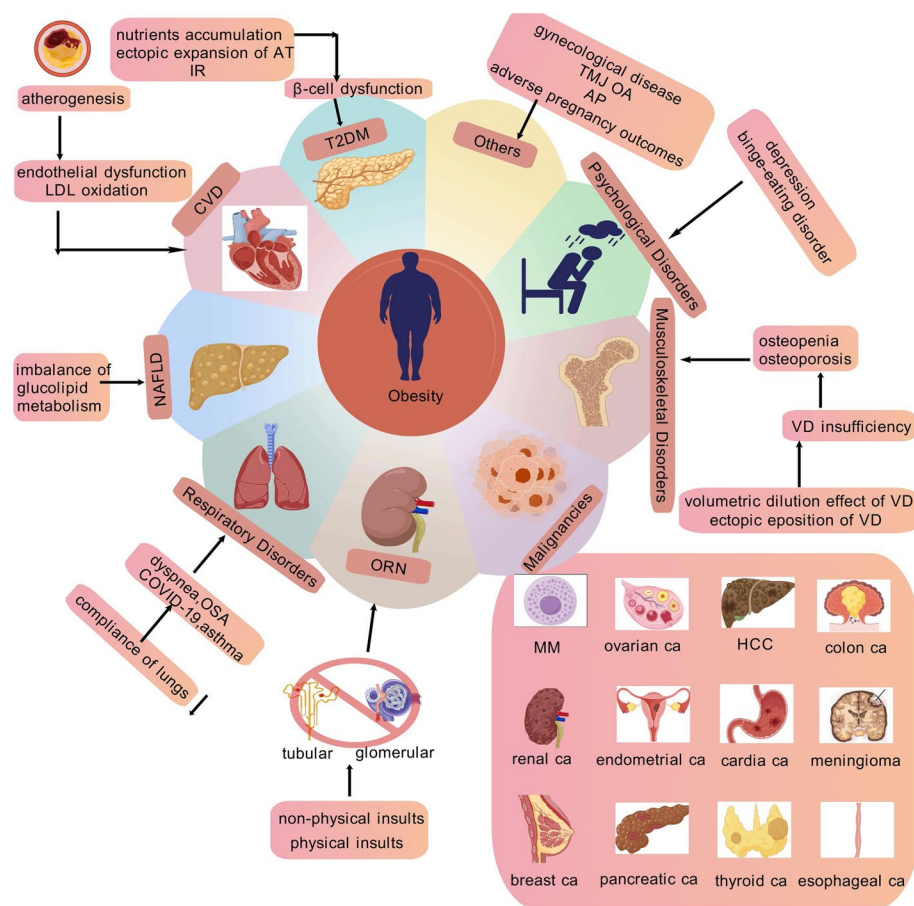 nutrients accumulation
ectopic expansion of AT
IR
β-cell dysfunction
T2DM
atherogenesis
endothelial dysfunction
LDL oxidation
CVD
gynecological disease
TMJ OA
AP
adverse pregnancy outcomes
Others
depression
binge-eating disorder
Psychological Disorders
Obesity
imbalance of
glucolipid
metabolism
NAFLD
osteopenia
osteoporosis
Musculoskeletal Disorders
VD insufficiency
volumetric dilution effect of VD
ectopic eposition of VD
Respiratory Disorders
dyspnea,OSA
COVID-19,asthma
compliance of lungs
ORN
tubular
glomerular
non-physical insults
physical insults
Malignancies
MM
ovarian ca
HCC
colon ca
renal ca
endometrial ca
cardia ca
meningioma
breast ca
pancreatic ca
thyroid ca
esophageal ca